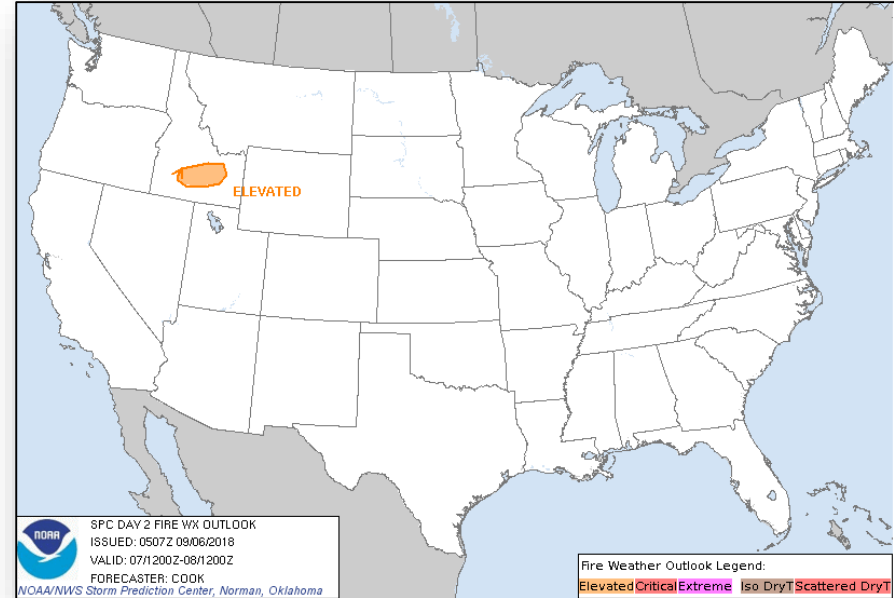 ELEVATED
NOAA
SPC DAY 2 FIRE WX OUTLOOK
ISSUED: 0507Z 09/06/2018
VALID: 07/1200Z-08/1200Z
FORECASTER: COOK
NOAA/NWS Storm Prediction Center, Norman, Oklahoma
Fire Weather Outlook Legend:
Elevated Critical Extreme Iso DryT Scattered DryT